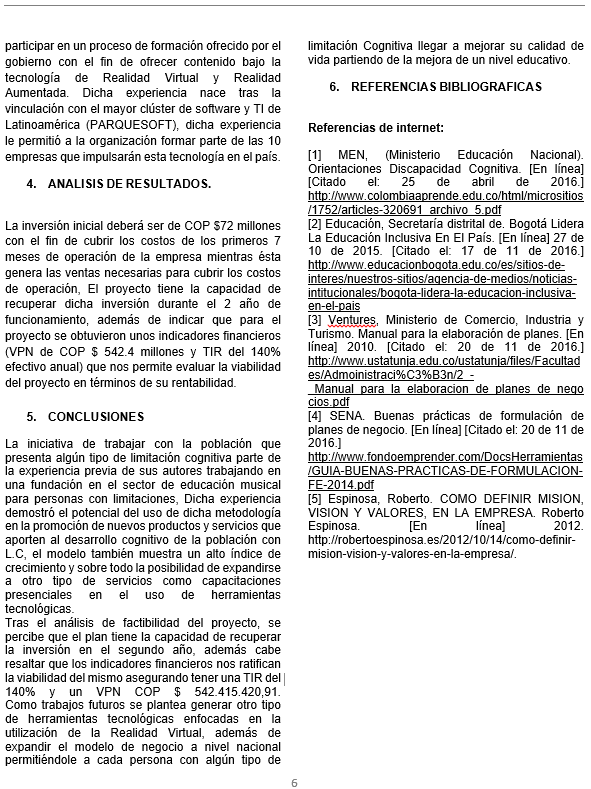 participar en un proceso de formación ofrecido por el
gobierno con el fin de ofrecer contenido bajo la
tecnología de Realidad Virtual y Realidad
Aumentada. Dicha experiencia nace tras la
vinculación con el mayor clúster de software y TI de
Latinoamérica (PARQUESOFT), dicha experiencia
le permitió a la organización formar parte de las 10
empresas que impulsarán esta tecnología en el país.
4. ANALISIS DE RESULTADOS.
La inversión inicial deberá ser de COP $72 millones
con el fin de cubrir los costos de los primeros 7
meses de operación de la empresa mientras ésta
genera las ventas necesarias para cubrir los costos
de operación, El proyecto tiene la capacidad de
recuperar dicha inversión durante el 2 año de
funcionamiento, además de indicar que para el
proyecto se obtuvieron unos indicadores financieros
(VPN de COP $ 542.4 millones y TIR del 140%
efectivo anual) que nos permite evaluar la viabilidad
del proyecto en términos de su rentabilidad.
5. CONCLUSIONES
La iniciativa de trabajar con la población que
presenta algún tipo de limitación cognitiva parte de
la experiencia previa de sus autores trabajando en
una fundación en el sector de educación musical
para personas con limitaciones, Dicha experiencia
demostró el potencial del uso de dicha metodología
en la promoción de nuevos productos y servicios que
aporten al desarrollo cognitivo de la población con
L.C, el modelo también muestra un alto índice de
crecimiento y sobre todo la posibilidad de expandirse
a otro tipo de servicios como capacitaciones
presenciales en el uso de herramientas
tecnológicas.
Tras el análisis de factibilidad del proyecto, se
percibe que el plan tiene la capacidad de recuperar
la inversión en el segundo año, además cabe
resaltar que los indicadores financieros nos ratifican
la viabilidad del mismo asegurando tener una TIR del
140% y un VPN COP $ 542.415.420,91.
Como trabajos futuros se plantea generar otro tipo
de herramientas tecnológicas enfocadas en la
utilización de la Realidad Virtual, además de
expandir el modelo de negocio a nivel nacional
permitiéndole a cada persona con algún tipo de
limitación Cognitiva llegar a mejorar su calidad de
vida partiendo de la mejora de un nivel educativo.
6. REFERENCIAS BIBLIOGRAFICAS
Referencias de internet:
[1] MEN, (Ministerio Educación Nacional).
Orientaciones Discapacidad Cognitiva. [En línea]
[Citado el: 25 de abril de 2016.]
http://www.colombiaaprende.edu.co/html/micrositios
/1752/articles-320691_archivo_5.pdf
[2] Educación, Secretaría distrital de. Bogotá Lidera
La Educación Inclusiva En El País. [En línea] 27 de
10 de 2015. [Citado el: 17 de 11 de 2016.]
http://www.educacionbogota.edu.co/es/sitios-de-
interes/nuestros-sitios/agencia-de-medios/noticias-
intitucionales/bogota-lidera-la-educacion-inclusiva-
en-el-pais
[3] Ventures, Ministerio de Comercio, Industria y
Turismo. Manual para la elaboración de planes. [En
línea] 2010. [Citado el: 20 de 11 de 2016.]
http://www.ustatunja.edu.co/ustatunja/files/Facultad
es/Admoinistraci%C3%B3n/2_-
_Manual para la elaboracion de planes de nego
cios.pdf
[4] SENA. Buenas prácticas de formulación de
planes de negocio. [En línea] [Citado el: 20 de 11 de
2016.]
http://www.fondoemprender.com/DocsHerramientas
/GUIA-BUENAS-PRACTICAS-DE-FORMULACION-
FE-2014.pdf
[5] Espinosa, Roberto. COMO DEFINIR MISION,
VISION Y VALORES, EN LA EMPRESA. Roberto
Espinosa. [En línea] 2012.
http://robertoespinosa.es/2012/10/14/como-definir-
mision-vision-y-valores-en-la-empresa/.
6